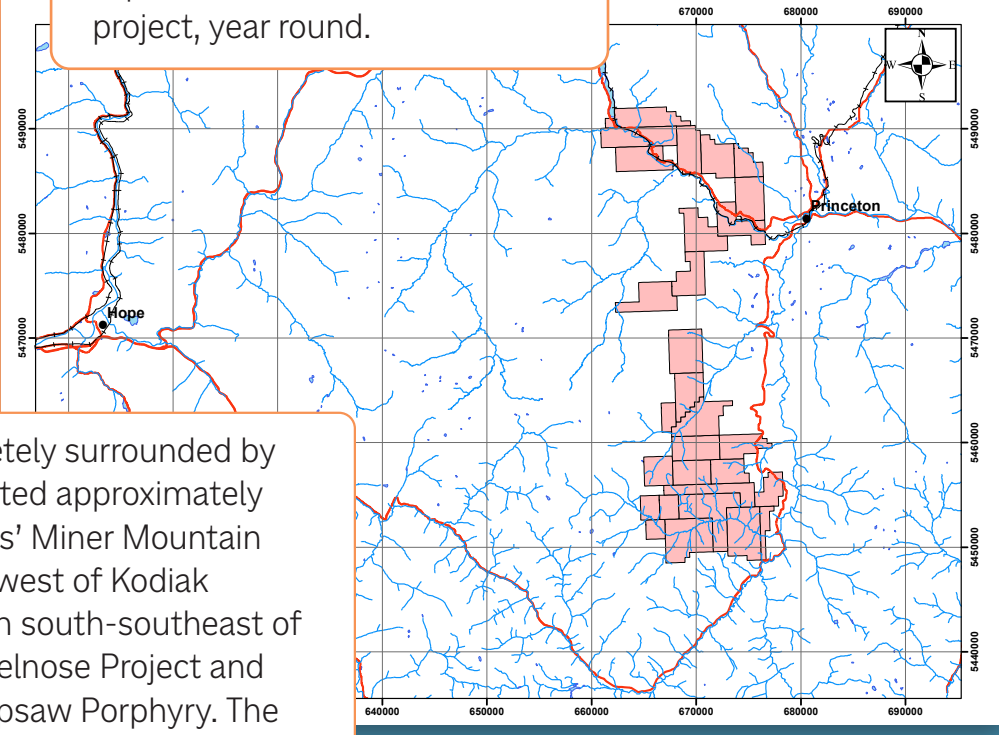 project, year round.
670000 680000 690000
N
W E
S
5490000 5490000
Princeton
5480000 5480000
Hope
5470000 5470000
5460000
5450000
5440000
etely surrounded by
ted approximately
s’ Miner Mountain
west of Kodiak
n south-southeast of
elnose Project and
psaw Porphyry. The
640000 650000 660000 670000 680000 690000